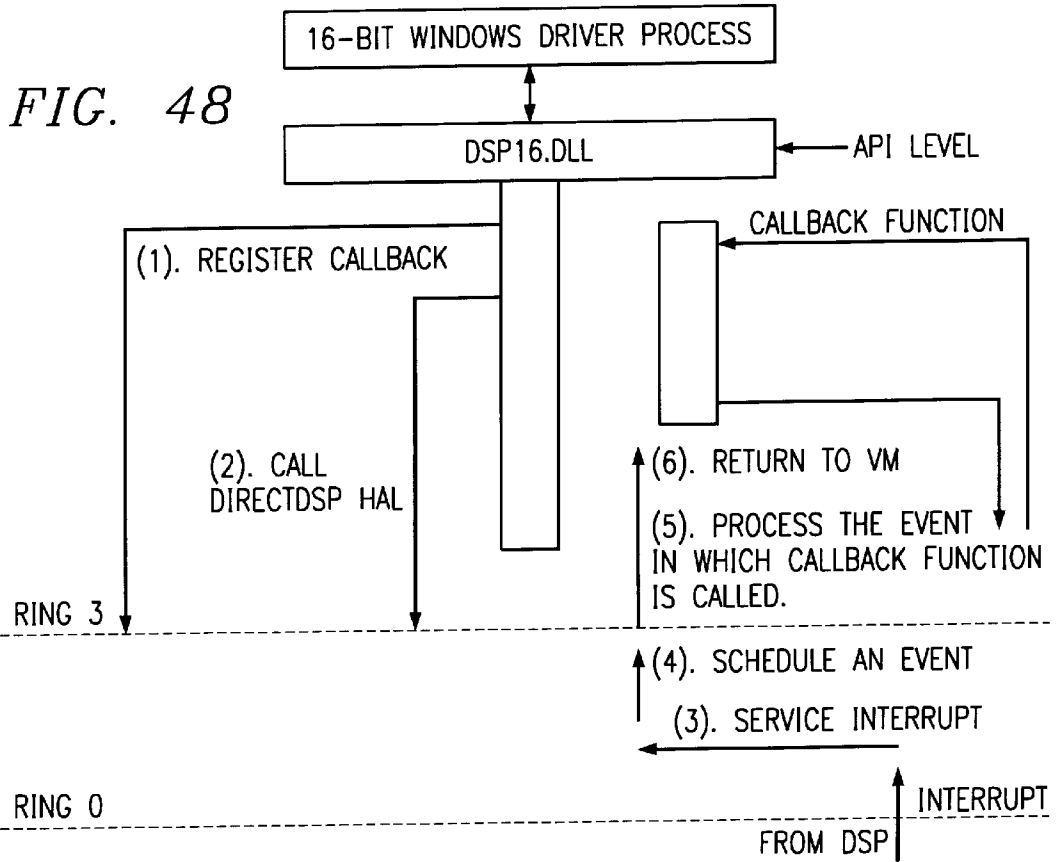 16-BIT WINDOWS DRIVER PROCESS
FIG. 48
DSP16.DLL
API LEVEL
(1). REGISTER CALLBACK
CALLBACK FUNCTION
(2). CALL
DIRECTDSP HAL
(6). RETURN TO VM
(5). PROCESS THE EVENT
IN WHICH CALLBACK FUNCTION
IS CALLED.
RING 3
(4). SCHEDULE AN EVENT
(3). SERVICE INTERRUPT
RING 0
INTERRUPT
FROM DSP